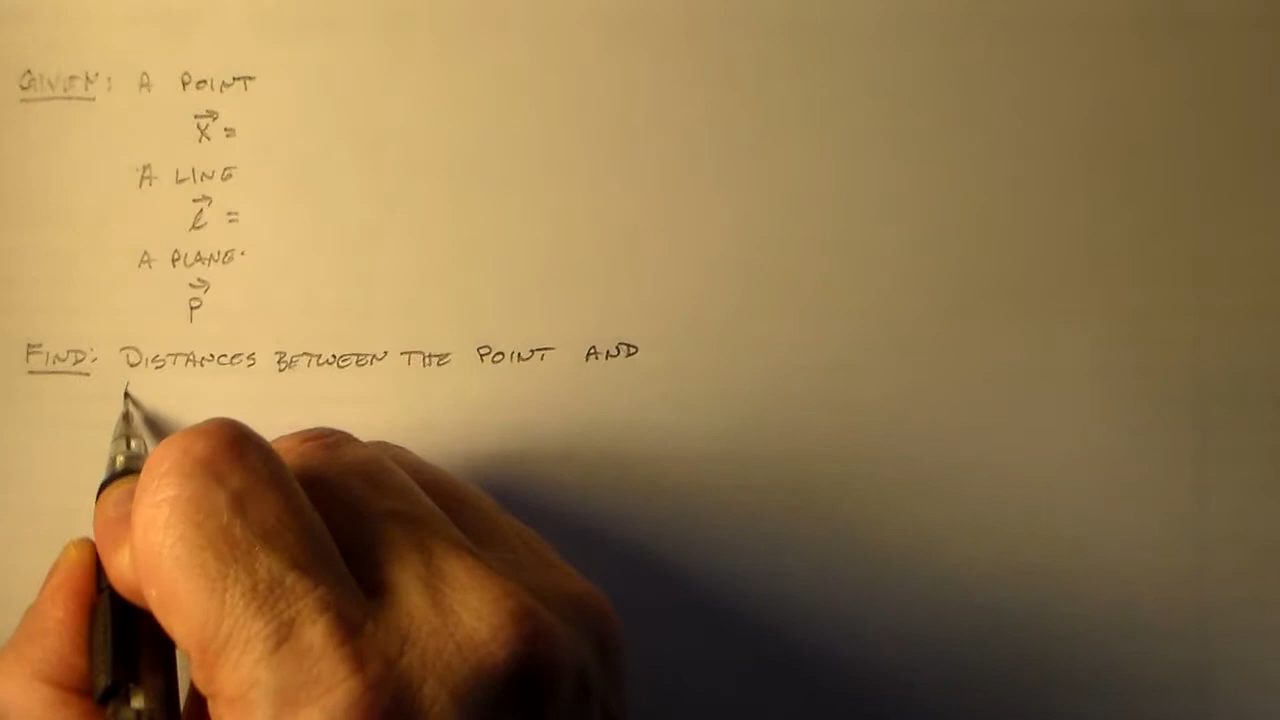 GIVEN: A POINT
x⃗ =
A LINE
ℓ⃗ =
A PLANE
p⃗
FIND: DISTANCES BETWEEN THE POINT AND